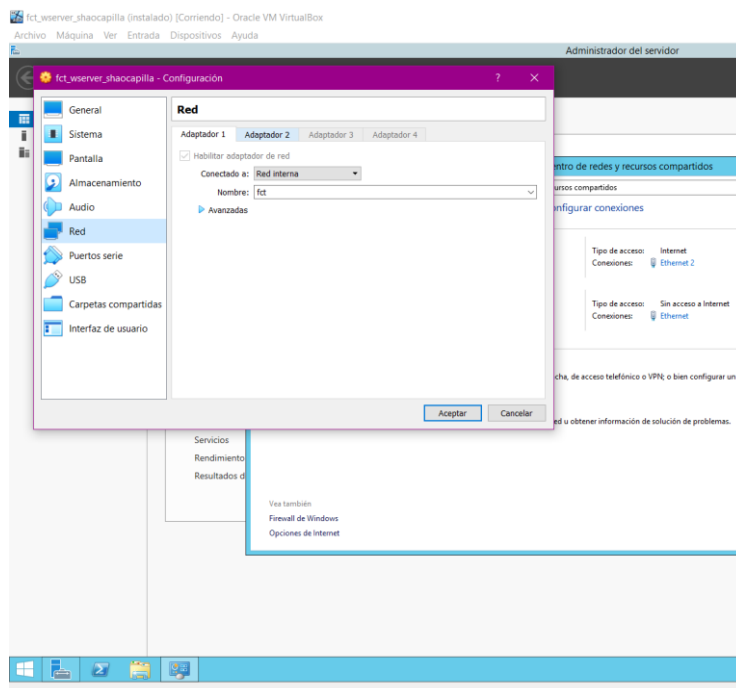 fct_wserver_shaocapilla (instalado) [Corriendo] - Oracle VM VirtualBox
Archivo Máquina Ver Entrada Dispositivos Ayuda
Administrador del servidor
fct_wserver_shaocapilla - Configuración ? ×
General
Sistema
Pantalla
Almacenamiento
Audio
Red
Puertos serie
USB
Carpetas compartidas
Interfaz de usuario
Red
Adaptador 1 Adaptador 2 Adaptador 3 Adaptador 4
Habilitar adaptador de red
Conectado a: Red interna
Nombre: fct
Avanzadas
Aceptar Cancelar
entro de redes y recursos compartidos
ursos compartidos
onfigurar conexiones
Tipo de acceso: Internet
Conexiones: Ethernet 2
Tipo de acceso: Sin acceso a Internet
Conexiones: Ethernet
cha, de acceso telefónico o VPN; o bien configurar un
ed u obtener información de solución de problemas.
Servicios
Rendimiento
Resultados d
Vea también
Firewall de Windows
Opciones de Internet